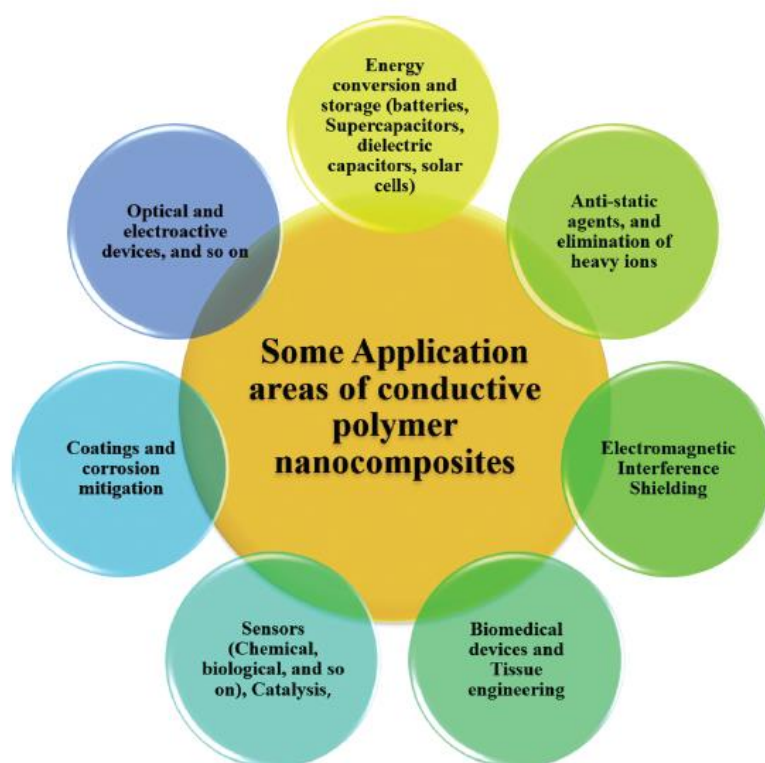 Energy
conversion and
storage (batteries,
Supercapacitors,
dielectric
capacitors, solar
cells)
Anti-static
agents, and
elimination of
heavy ions
Electromagnetic
Interference
Shielding
Biomedical
devices and
Tissue
engineering
Sensors
(Chemical,
biological, and so
on), Catalysis,
Coatings and
corrosion
mitigation
Optical and
electroactive
devices, and so on
Some Application
areas of conductive
polymer
nanocomposites